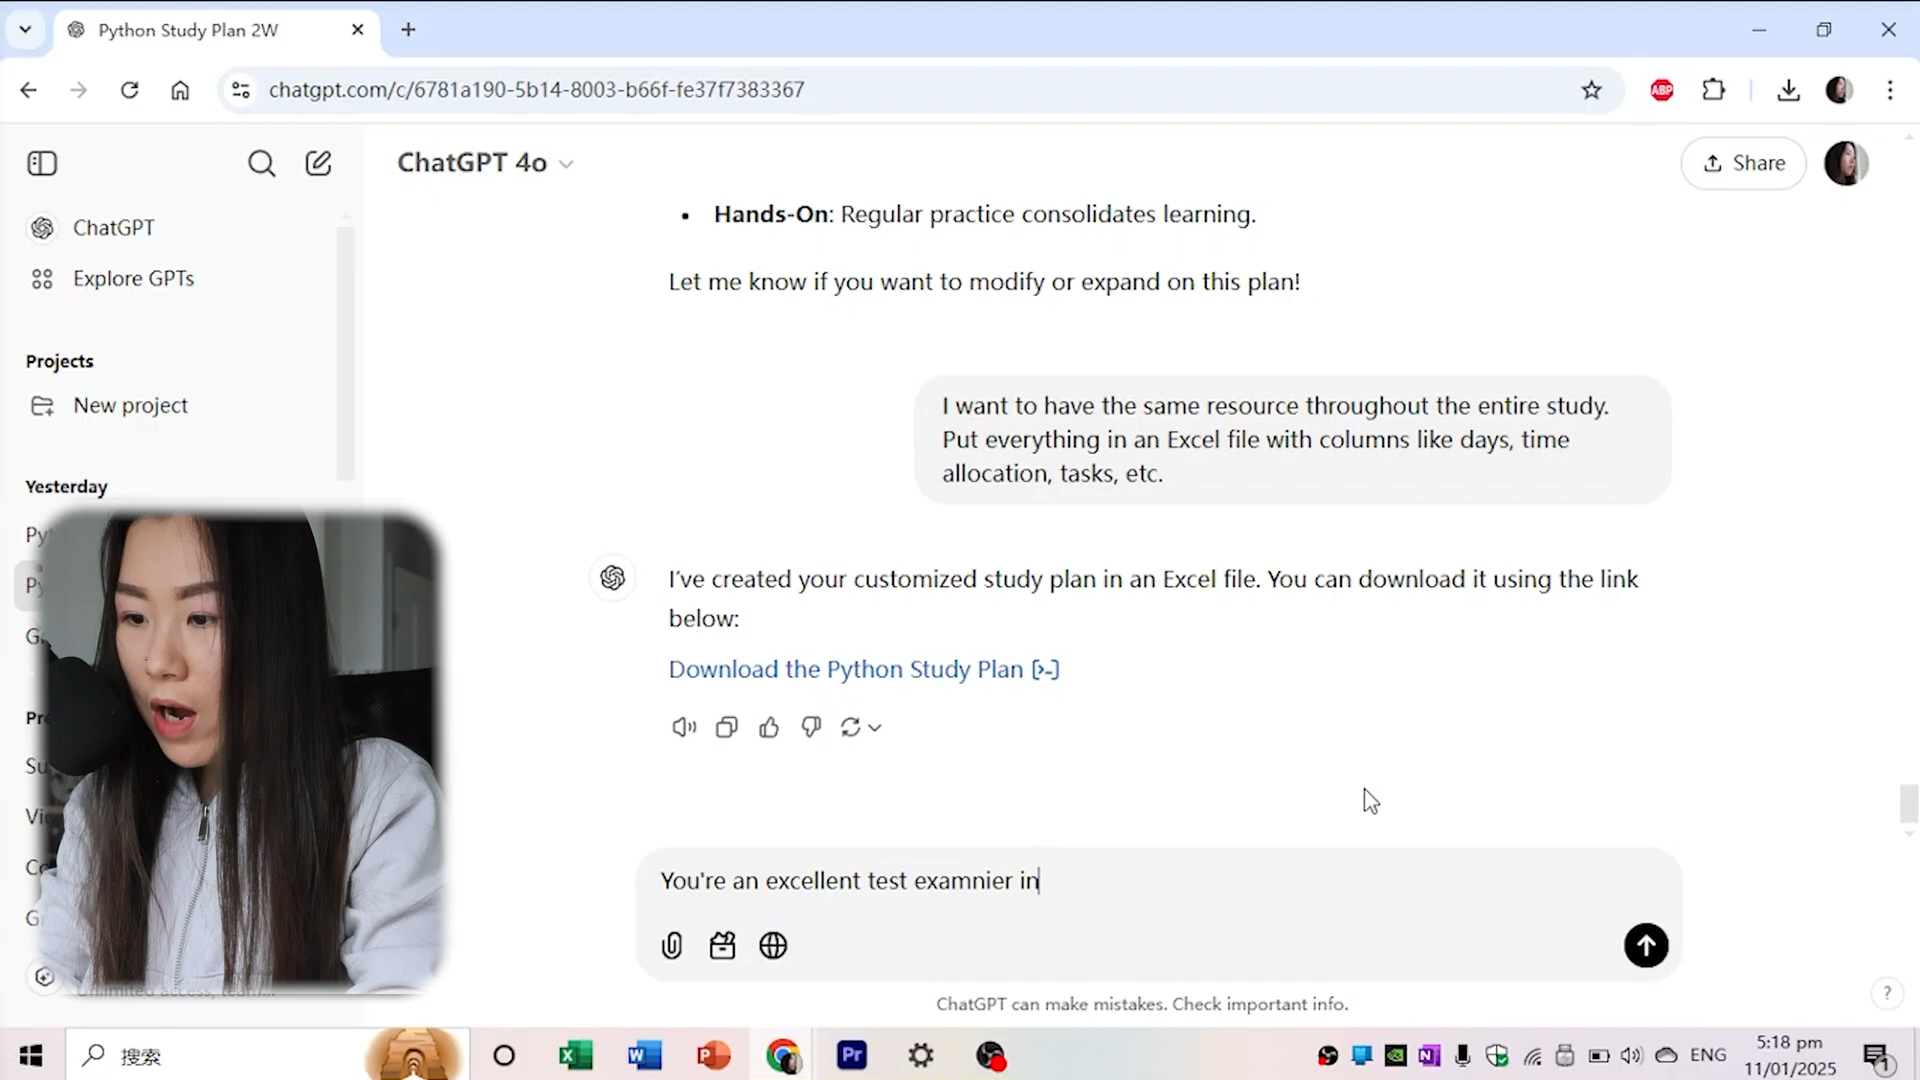 Python Study Plan 2W
chatgpt.com/c/6781a190-5b14-8003-b66f-fe37f7383367
ABP
ChatGPT 4o
Share
ChatGPT
Explore GPTs
Projects
New project
Yesterday
• Hands-On: Regular practice consolidates learning.
Let me know if you want to modify or expand on this plan!
I want to have the same resource throughout the entire study.
Put everything in an Excel file with columns like days, time
allocation, tasks, etc.
I've created your customized study plan in an Excel file. You can download it using the link
below:
Download the Python Study Plan [>-]
You're an excellent test examnier in
ChatGPT can make mistakes. Check important info.
?
搜索
Pr
ENG
5:18 pm
11/01/2025
1